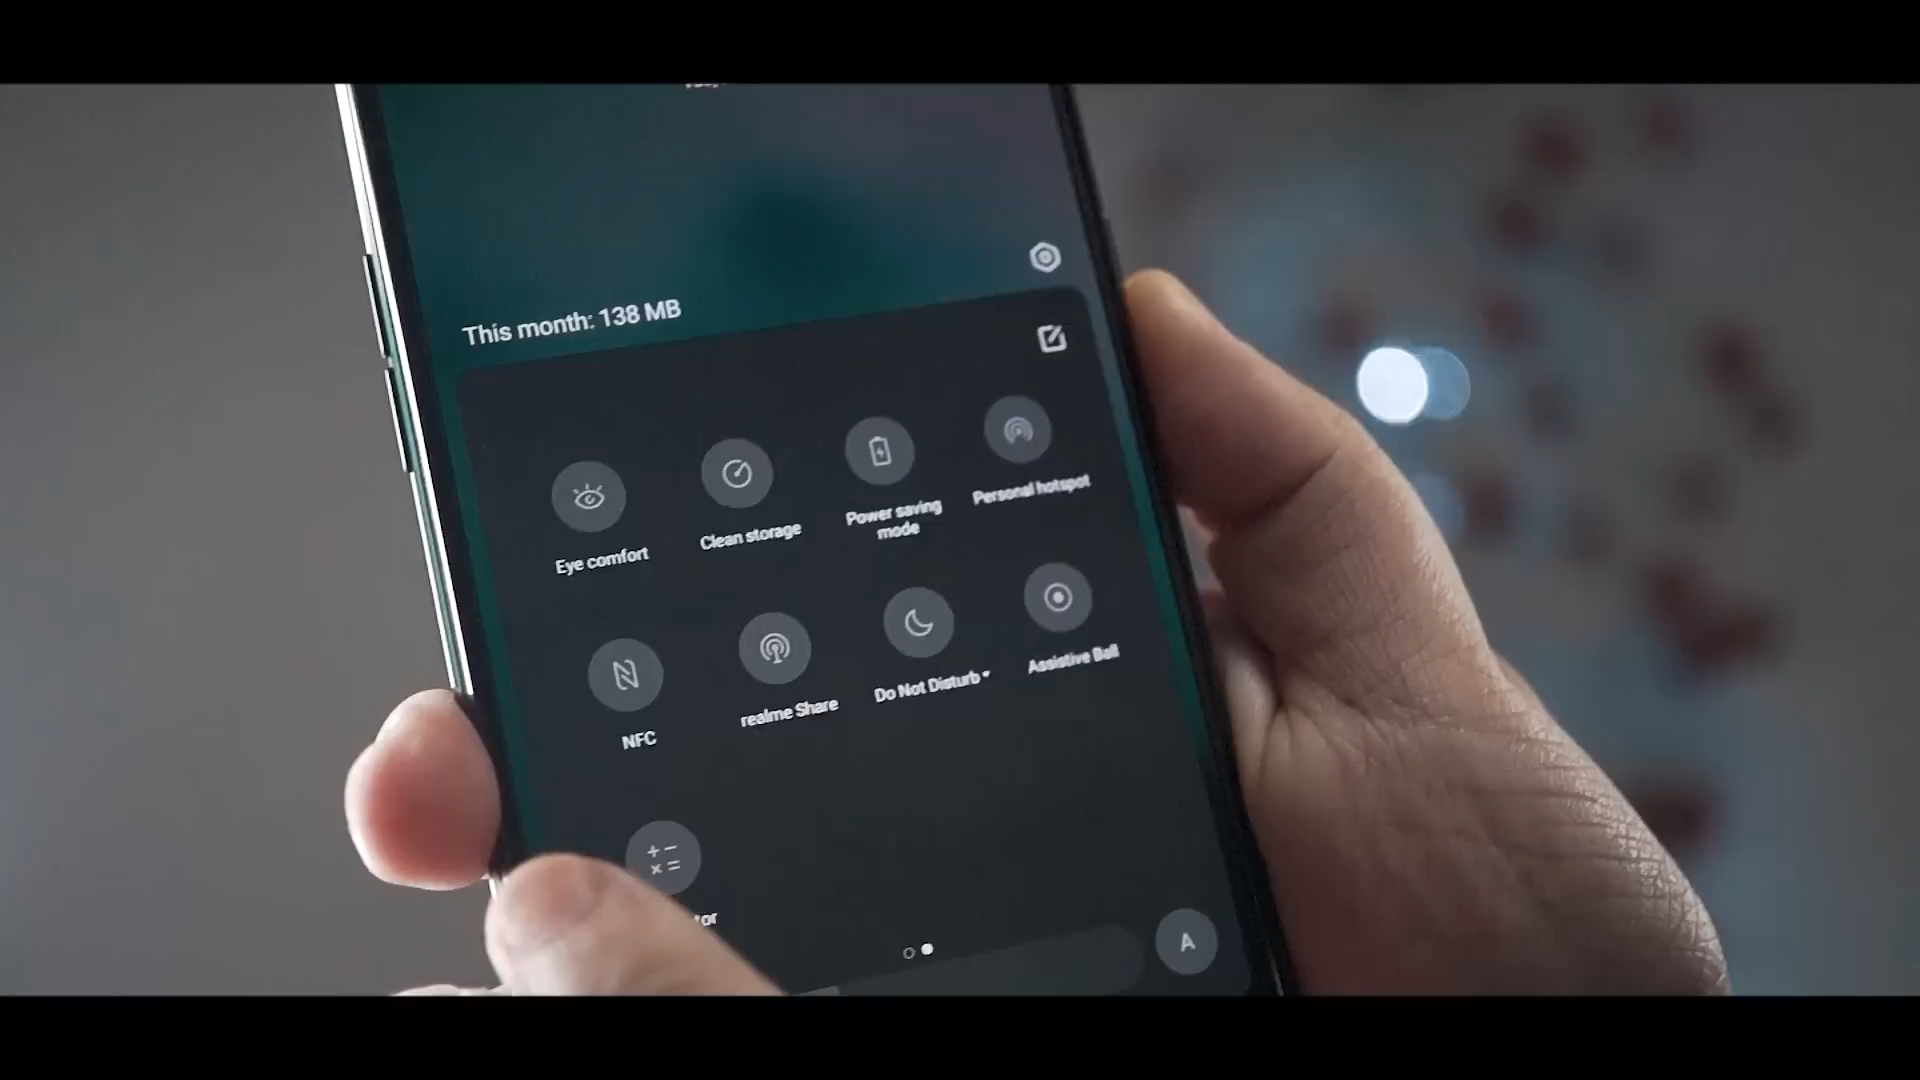 This month: 138 MB
Eye comfort
Clean storage
Power saving
mode
Personal hotspot
NFC
realme Share
Do Not Disturb
Assistive Ball
A